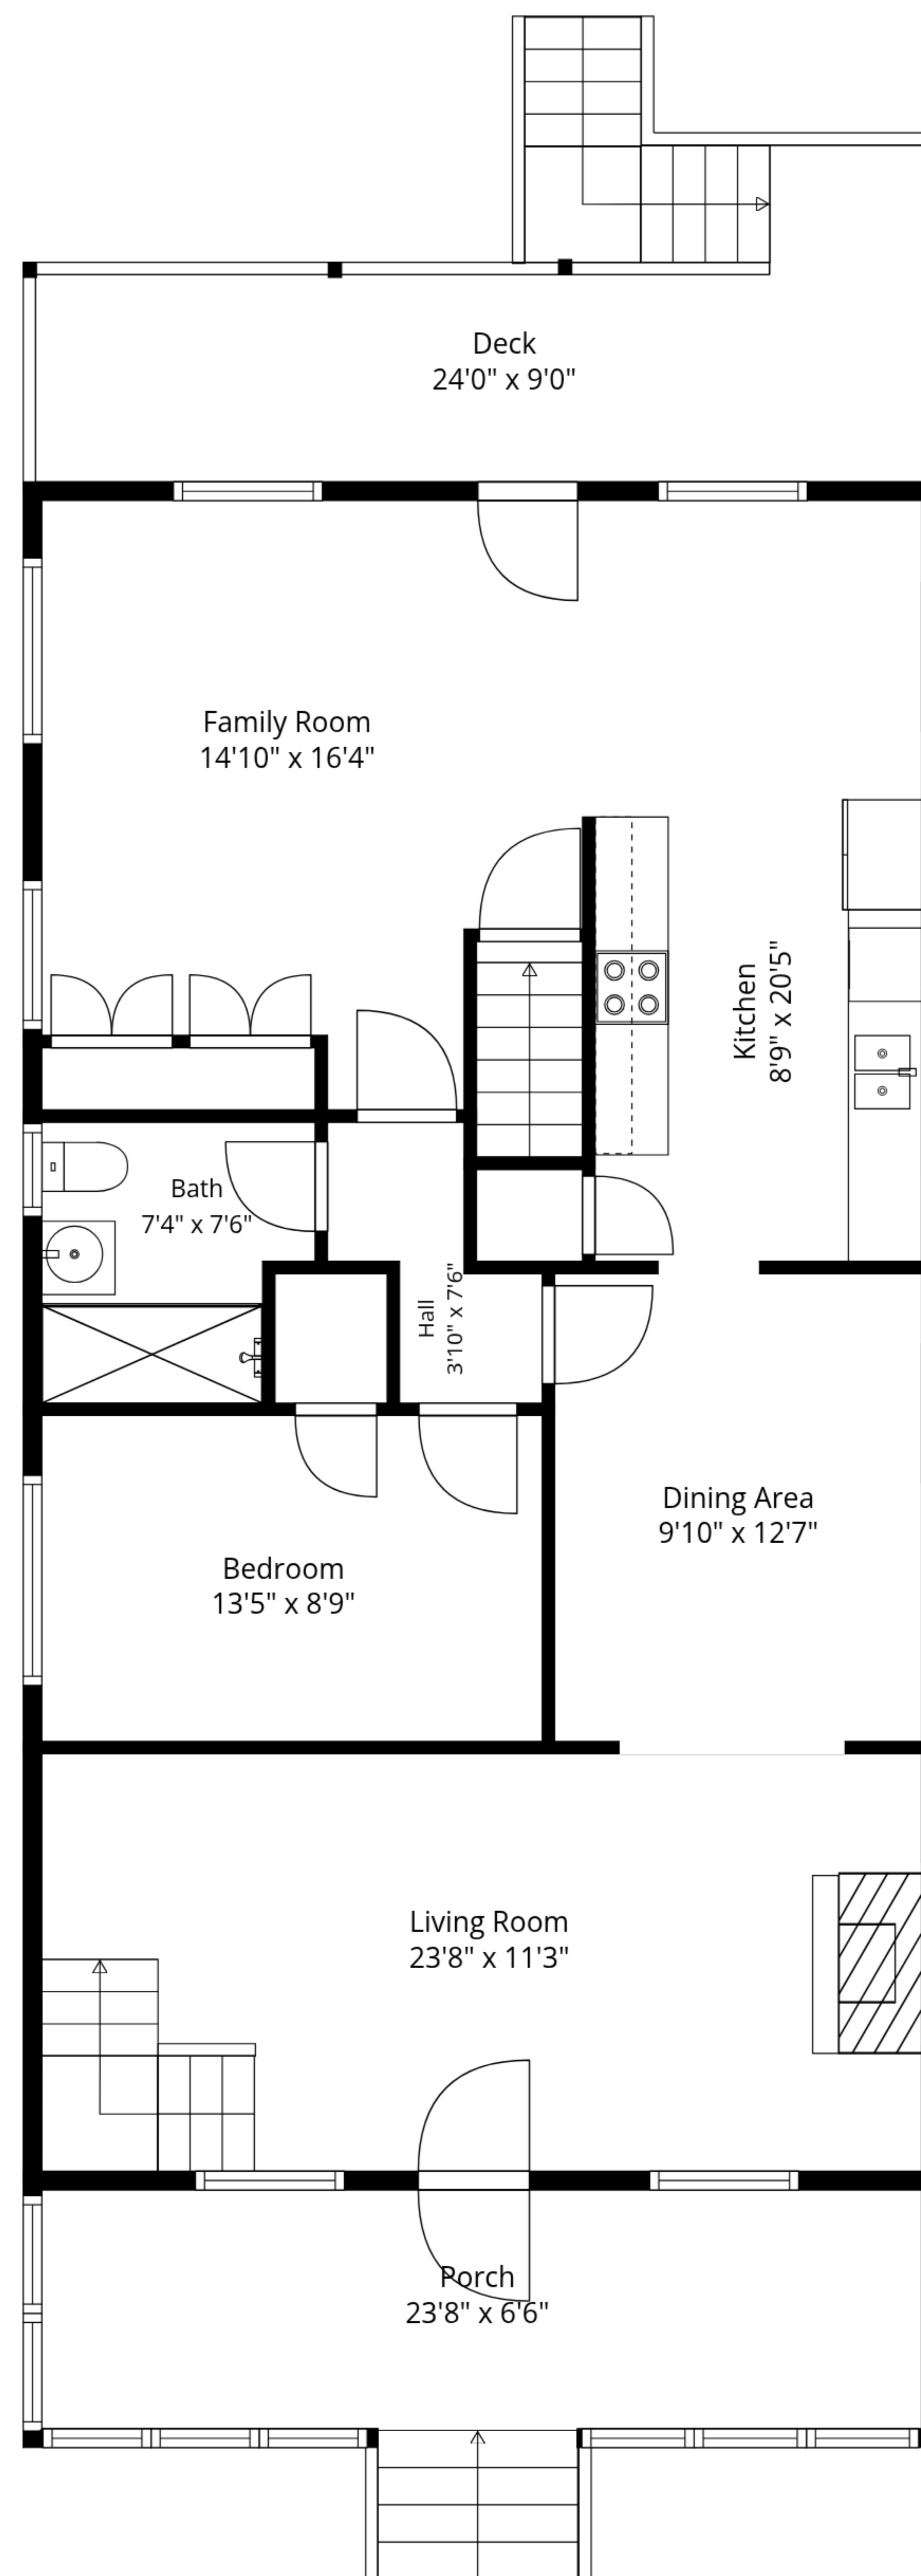 Deck
24'0" x 9'0"
Family Room
14'10" x 16'4"
Kitchen
8'9" x 20'5"
Bath
7'4" x 7'6"
Hall
3'10" x 7'6"
Dining Area
9'10" x 12'7"
Bedroom
13'5" x 8'9"
Living Room
23'8" x 11'3"
Porch
23'8" x 6'6"